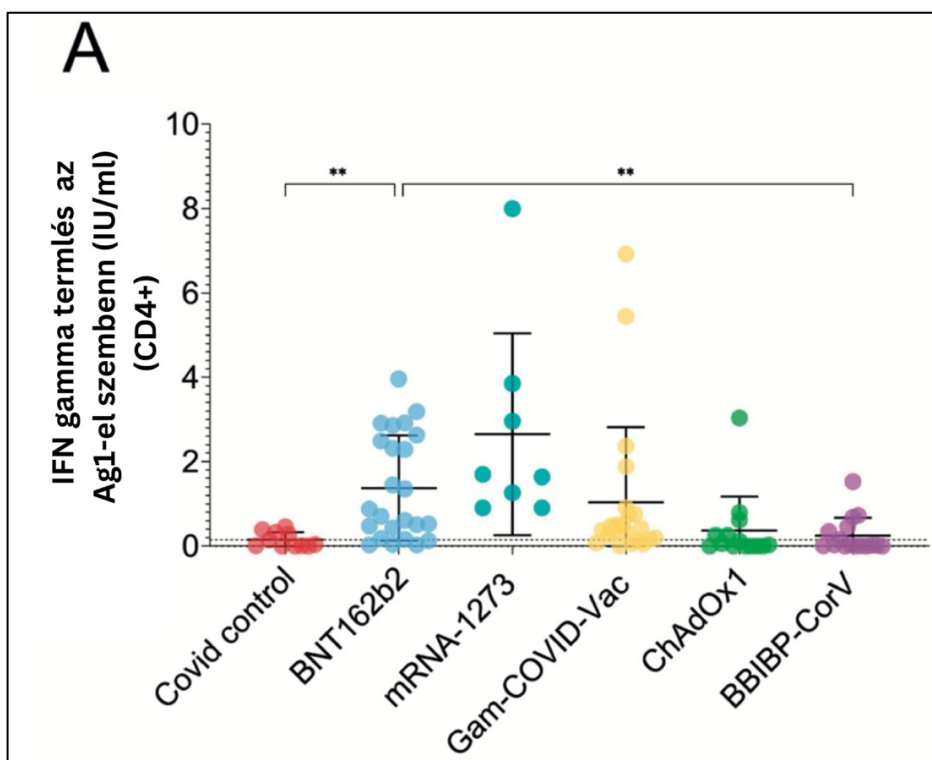 A
IFN gamma termlés az
Ag1-el szembenn (IU/ml)
(CD4+)
10
8
6
4
2
0
**
**
Covid control
BNT162b2
mRNA-1273
Gam-COVID-Vac
ChAdOx1
BBIBP-CorV